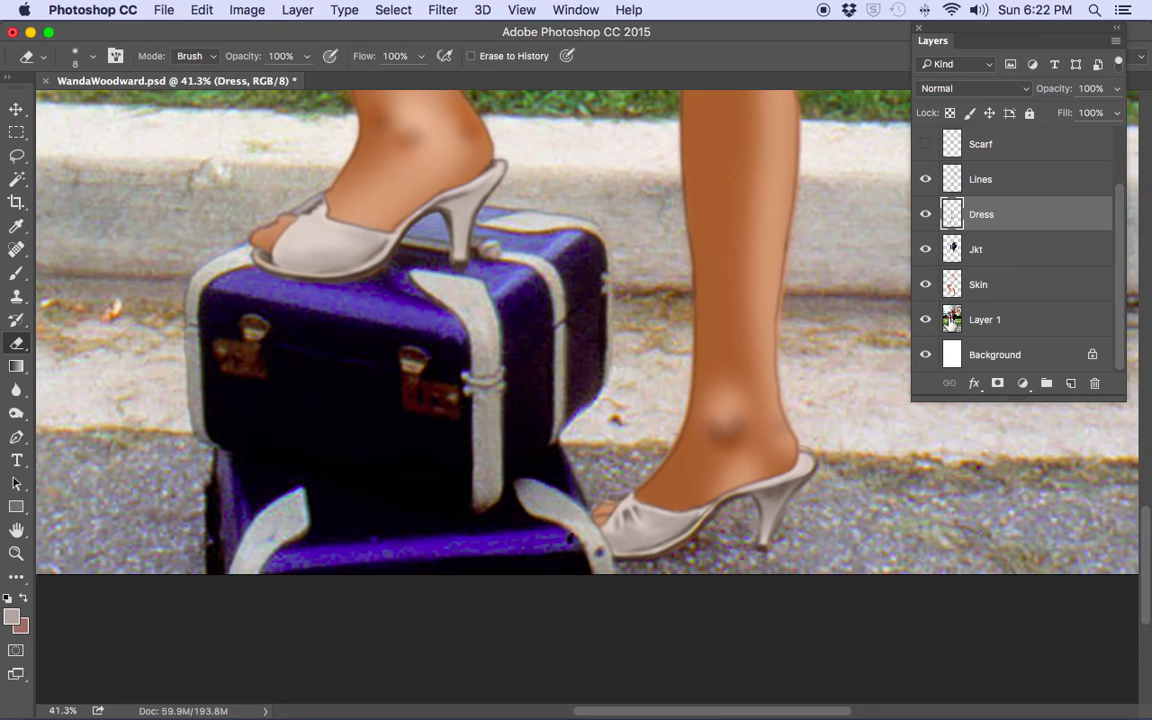 Photoshop CC File Edit Image Layer Type Select Filter 3D View Window Help Sun 6:22 PM
Adobe Photoshop CC 2015
8 Mode: Brush Opacity: 100% Flow: 100% Erase to History
WandaWoodward.psd @ 41.3% (Dress, RGB/8) *
Layers
Kind
Normal Opacity: 100%
Lock: Fill: 100%
Scarf
Lines
Dress
Jkt
Skin
Layer 1
Background
fx
41.3% Doc: 59.9M/193.8M